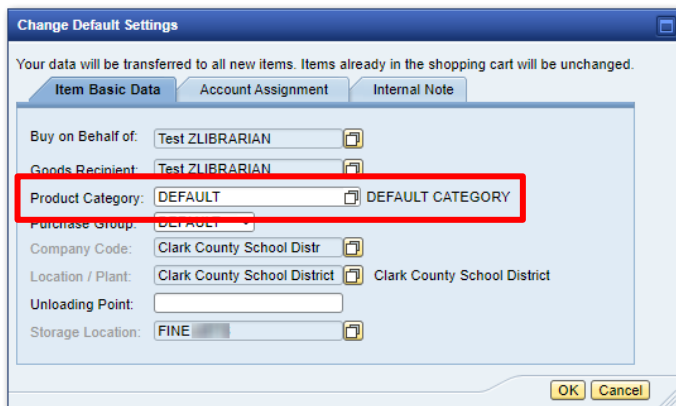 Change Default Settings
Your data will be transferred to all new items. Items already in the shopping cart will be unchanged.
Item Basic Data Account Assignment Internal Note
Buy on Behalf of: Test ZLIBRARIAN
Goods Recipient: Test ZLIBRARIAN
Product Category: DEFAULT DEFAULT CATEGORY
Purchase Group: DEFAULT
Company Code: Clark County School Distr
Location / Plant: Clark County School District Clark County School District
Unloading Point:
Storage Location: FINE
OK Cancel